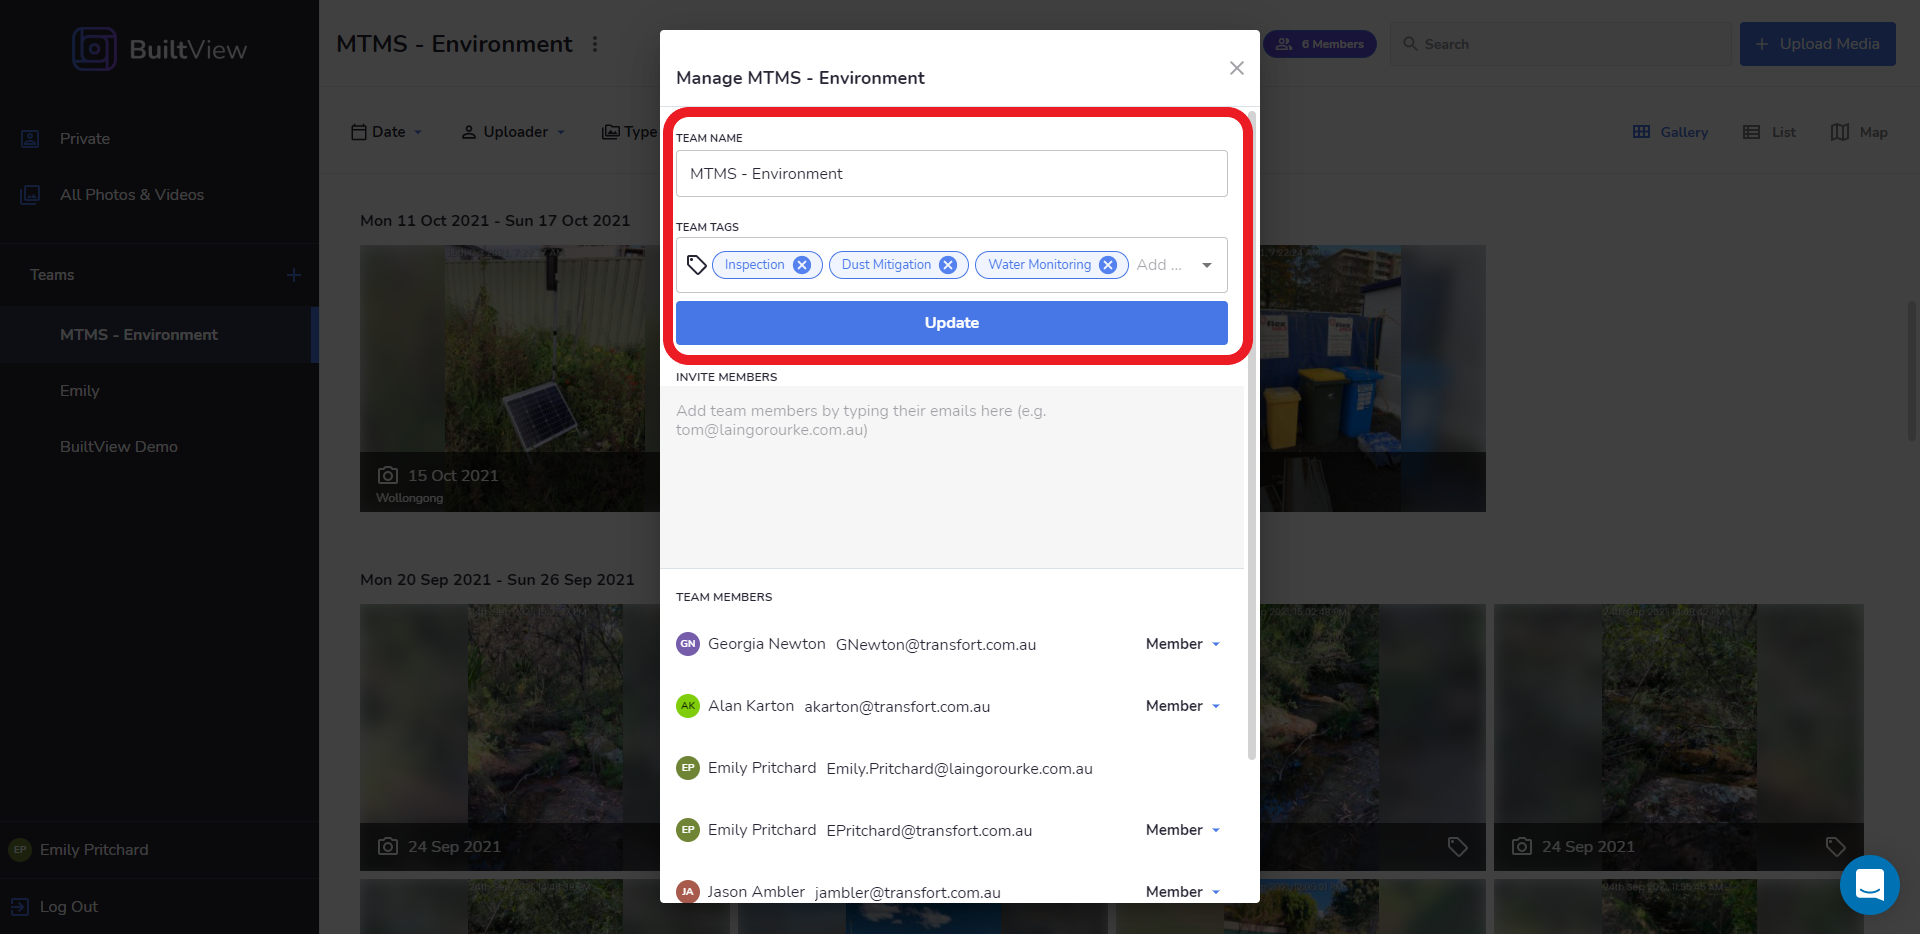 BuiltView
MTMS - Environment
6 Members
Search
Upload Media
Private
All Photos & Videos
Teams
MTMS - Environment
Emily
BuiltView Demo
Emily Pritchard
EP
Log Out
Date
Uploader
Type
Gallery
List
Map
Mon 11 Oct 2021 - Sun 17 Oct 2021
15 Oct 2021
Wollongong
Mon 20 Sep 2021 - Sun 26 Sep 2021
24 Sep 2021
24 Sep 2021
Manage MTMS - Environment
TEAM NAME
MTMS - Environment
TEAM TAGS
Inspection
Dust Mitigation
Water Monitoring
Add ...
Update
INVITE MEMBERS
Add team members by typing their emails here (e.g.
tom@laingorourke.com.au)
TEAM MEMBERS
GN Georgia Newton GNewton@transfort.com.au Member
AK Alan Karton akarton@transfort.com.au Member
EP Emily Pritchard Emily.Pritchard@laingorourke.com.au
EP Emily Pritchard EPritchard@transfort.com.au Member
JA Jason Ambler jambler@transfort.com.au Member